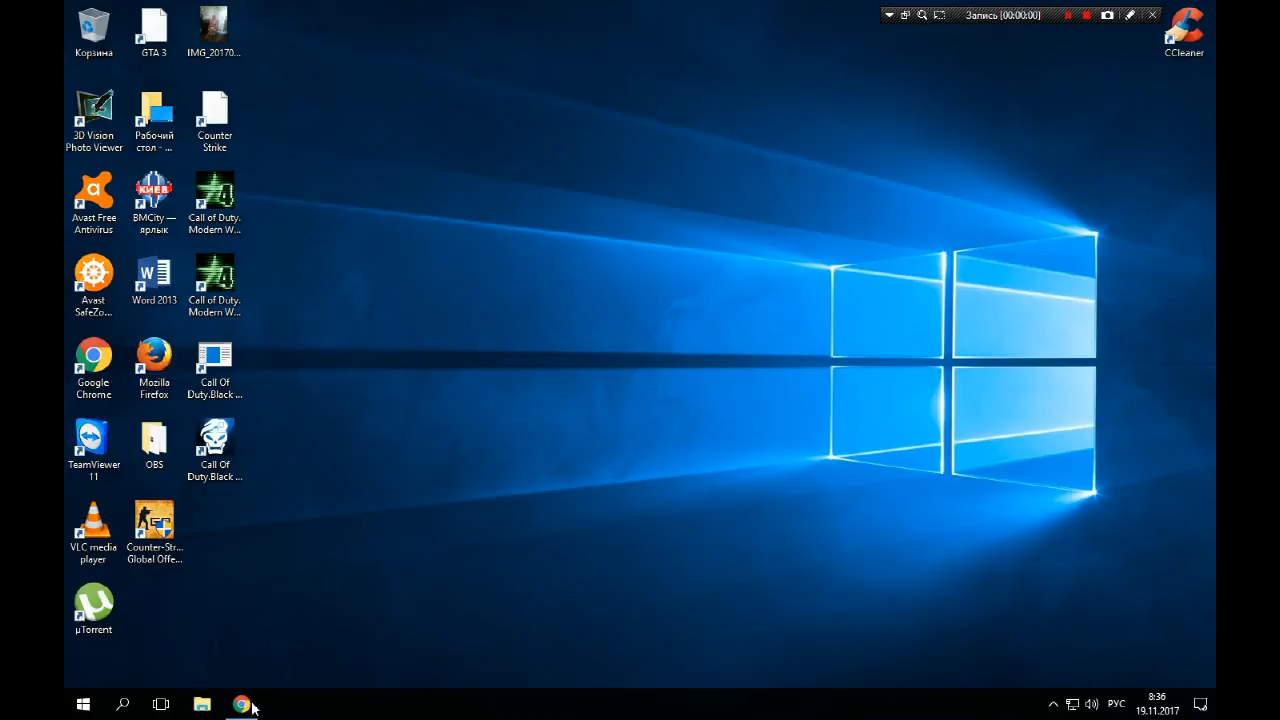 Корзина
GTA 3
IMG_20170...
Запись [00:00:00]
CCleaner
3D Vision
Photo Viewer
Рабочий
стол - ...
Counter
Strike
Avast Free
Antivirus
КИЕВ
BMCity —
ярлык
Call of Duty.
Modern W...
Avast
SafeZo...
Word 2013
Call of Duty.
Modern W...
Google
Chrome
Mozilla
Firefox
Call Of
Duty.Black ...
TeamViewer
11
OBS
Call Of
Duty.Black ...
VLC media
player
Counter-Str...
Global Offe...
µTorrent
8:36
РУС
19.11.2017